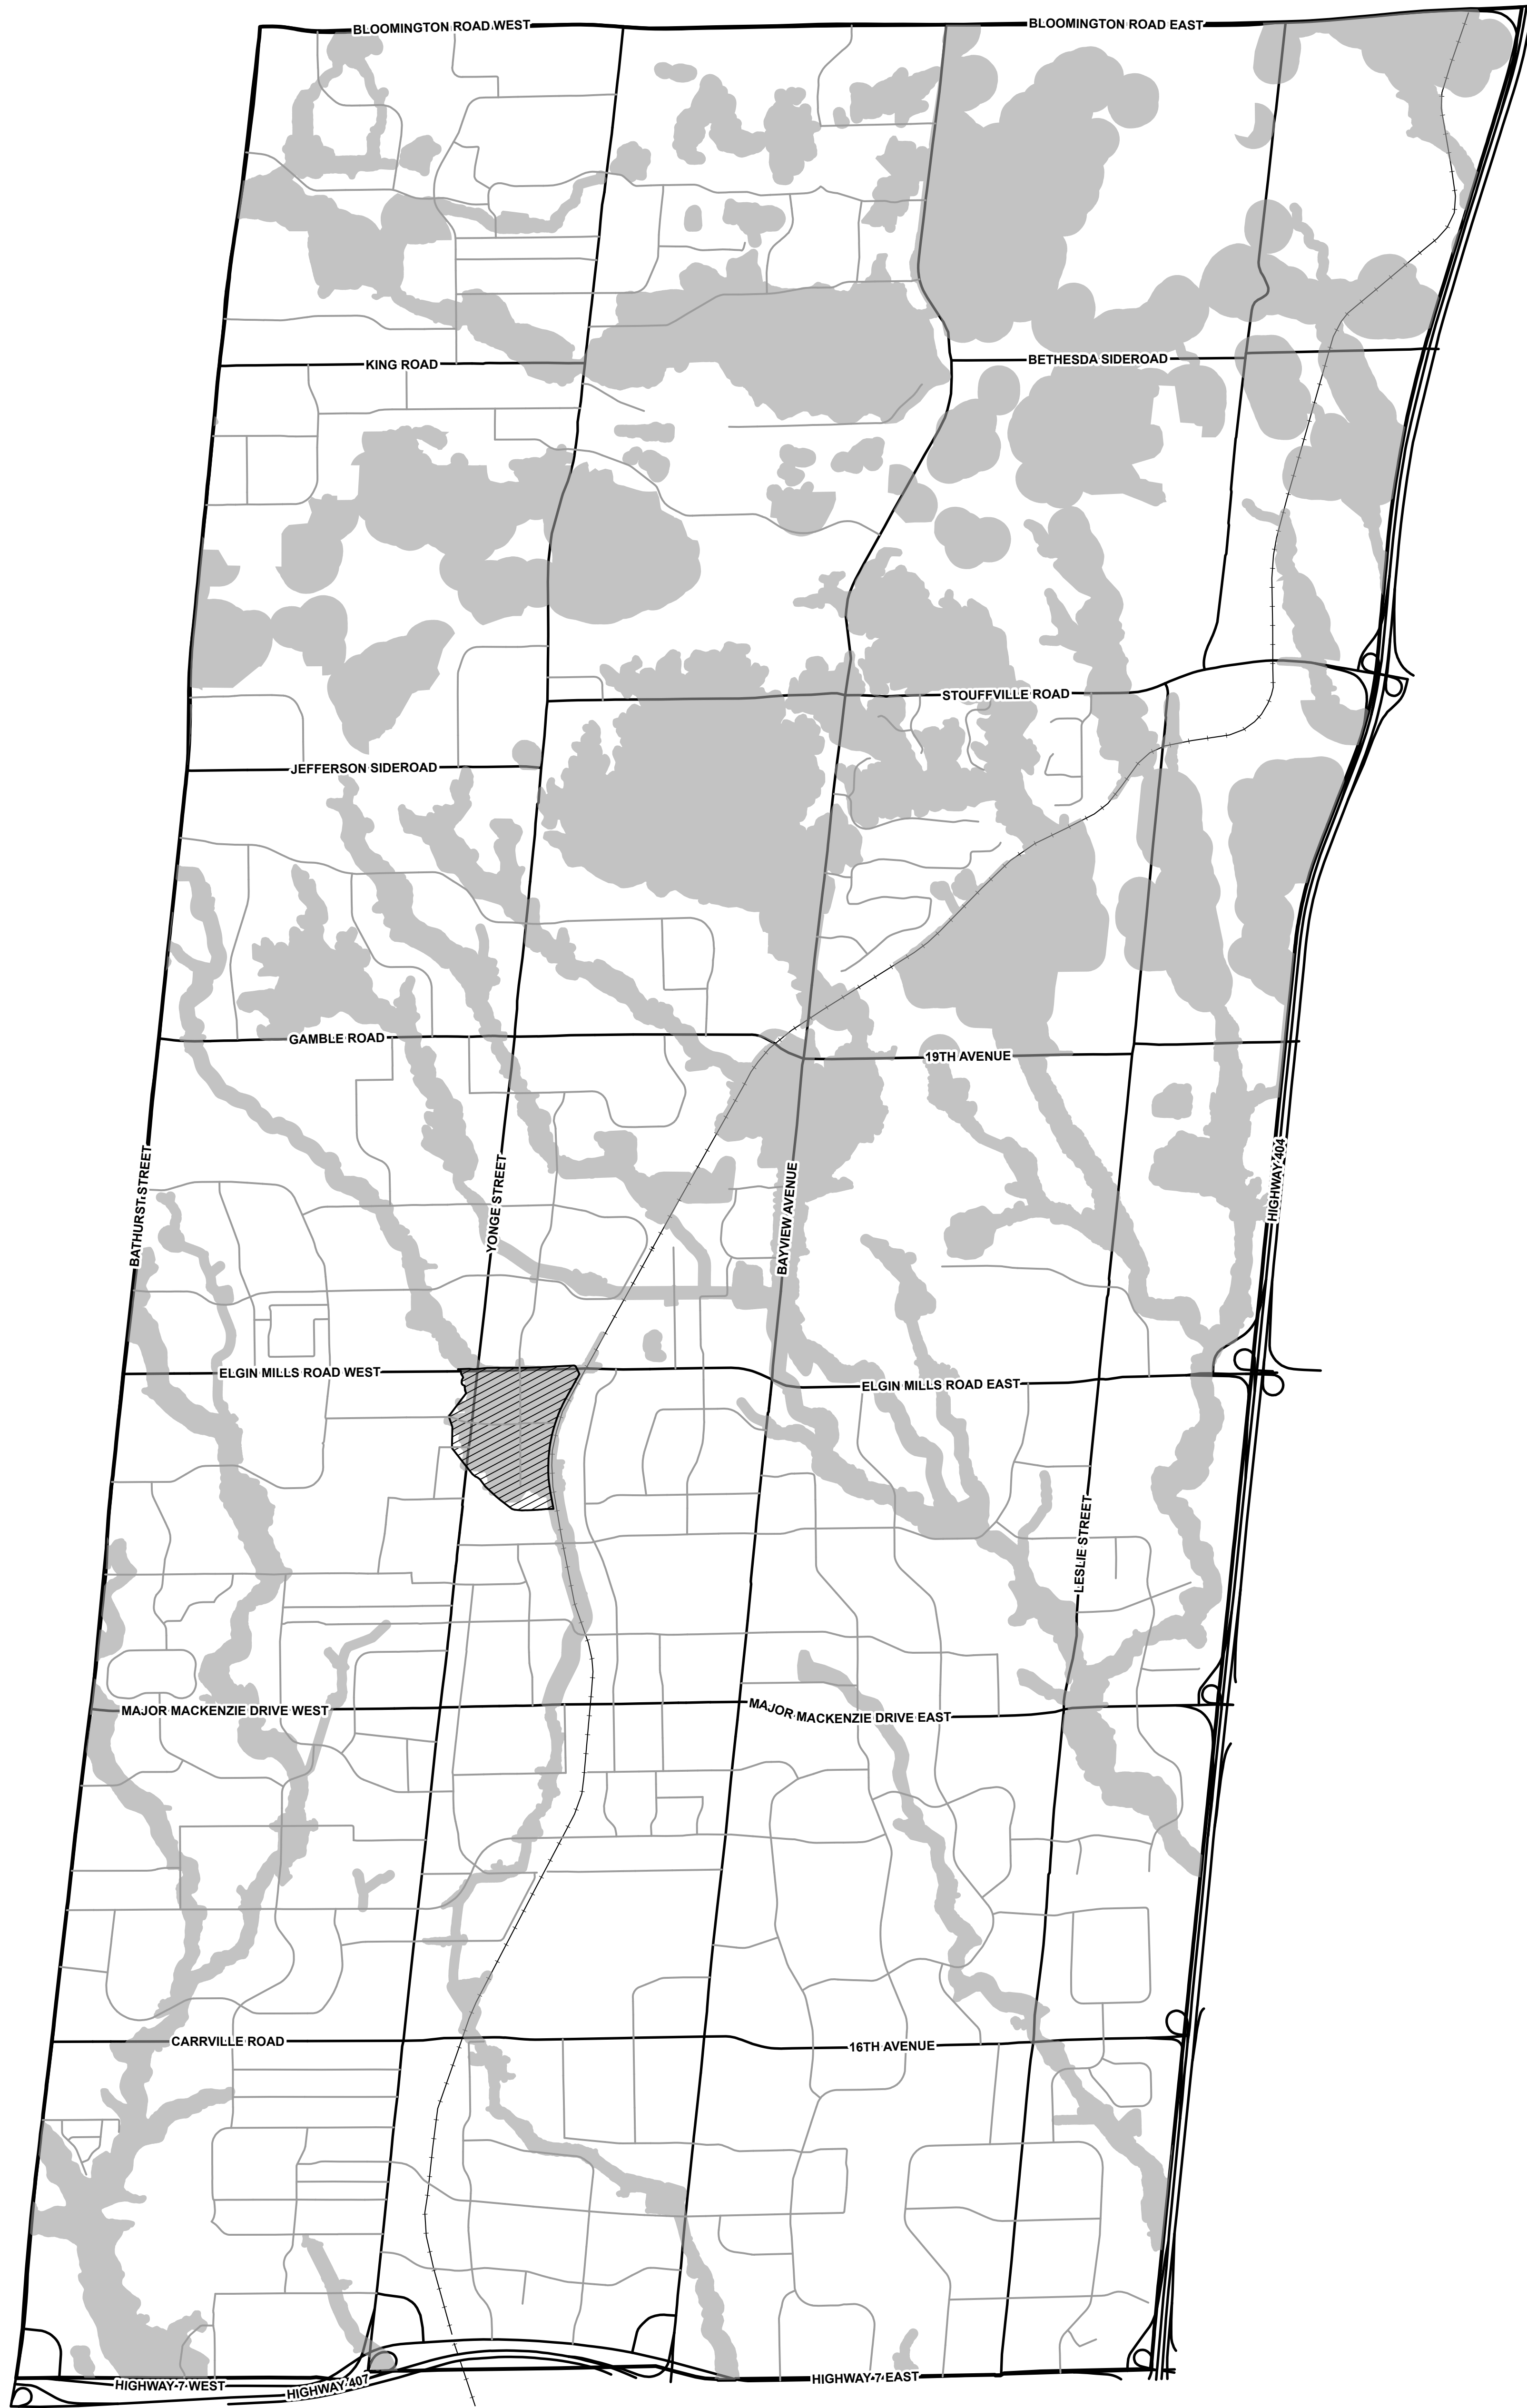 BLOOMINGTON ROAD WEST
BLOOMINGTON ROAD EAST
KING ROAD
BETHESDA SIDEROAD
STOUFFVILLE ROAD
JEFFERSON SIDEROAD
GAMBLE ROAD
19TH AVENUE
BATHURST STREET
YONGE STREET
BAYVIEW AVENUE
HIGHWAY 404
ELGIN MILLS ROAD WEST
ELGIN MILLS ROAD EAST
LESLIE STREET
MAJOR MACKENZIE DRIVE WEST
MAJOR MACKENZIE DRIVE EAST
CARRVILLE ROAD
16TH AVENUE
HIGHWAY 7 WEST
HIGHWAY 407
HIGHWAY 7 EAST